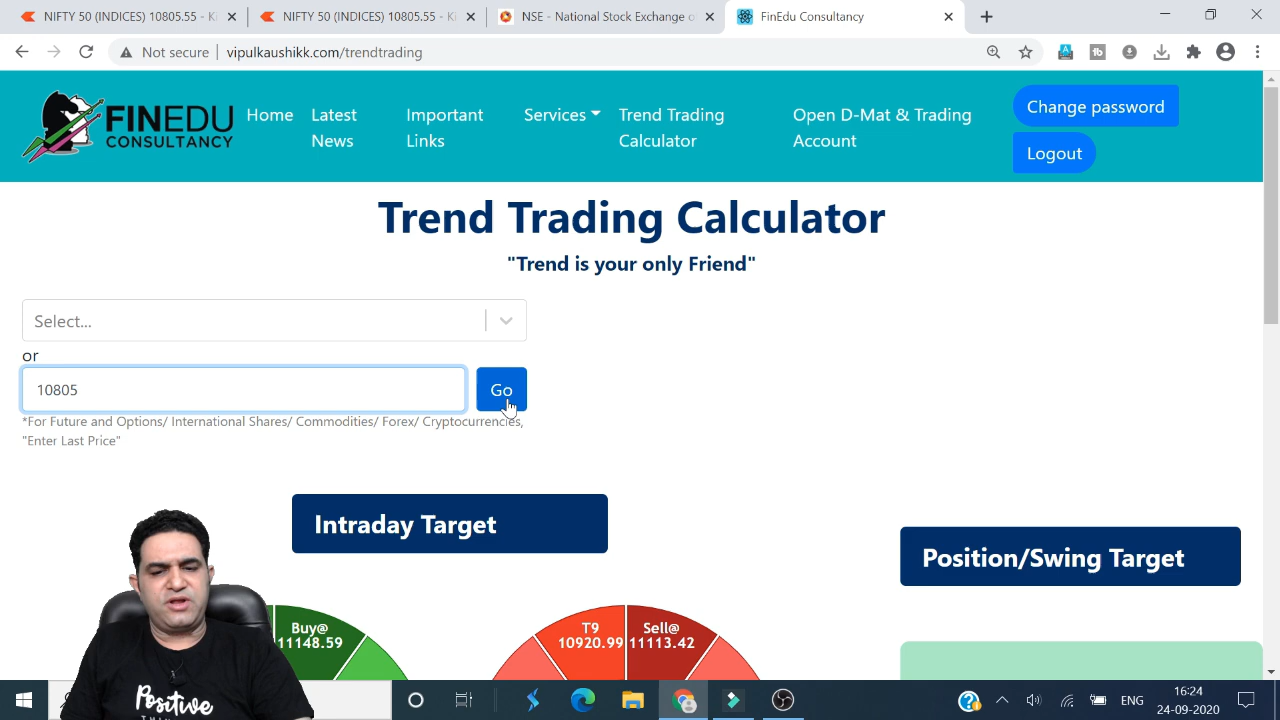 NIFTY 50 (INDICES) 10805.55 - Ki
NIFTY 50 (INDICES) 10805.55 - Ki
NSE - National Stock Exchange o
FinEdu Consultancy
Not secure
vipulkaushikk.com/trendtrading
FINEDU
CONSULTANCY
Home
Latest
News
Important
Links
Services
Trend Trading
Calculator
Open D-Mat & Trading
Account
Change password
Logout
Trend Trading Calculator
"Trend is your only Friend"
Select...
or
10805
Go
*For Future and Options/ International Shares/ Commodities/ Forex/ Cryptocurrencies,
"Enter Last Price"
Intraday Target
Position/Swing Target
Buy@
11148.59
T9
10920.99
Sell@
11113.42
Positive
ENG
16:24
24-09-2020